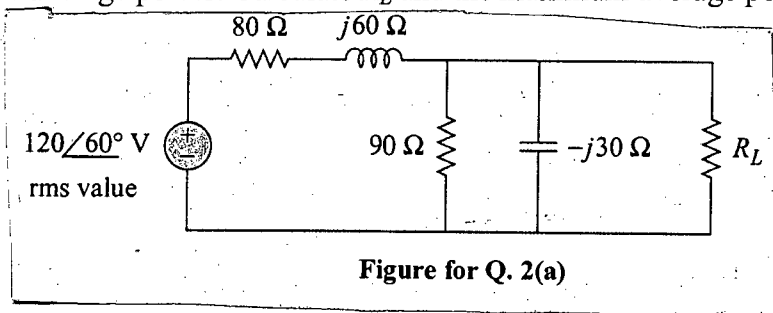 80 Ω j60 Ω
120∠60° V
rms value
+
−
90 Ω
-j30 Ω
R_L
Figure for Q. 2(a)